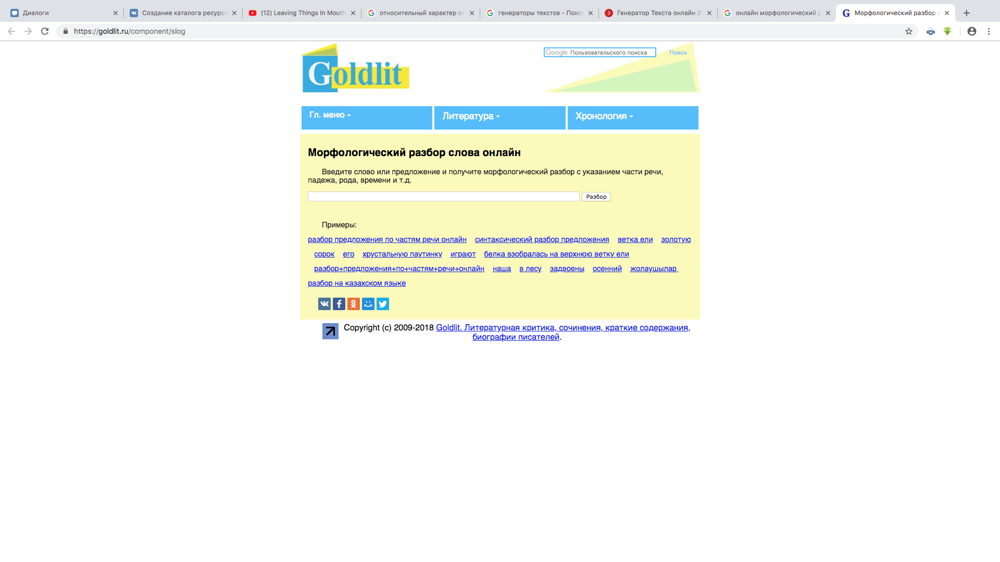 Диалоги
Создание каталога ресурсо
(12) Leaving Things In Mouth
относительный характер от
генераторы текстов - Поис
Генератор Текста онлайн 20
онлайн морфологический р
Морфологический разбор с
https://goldlit.ru/component/slog
Goldlit
Google Пользовательского поиска
Поиск
Гл. меню
Литература
Хронология
Морфологический разбор слова онлайн
Введите слово или предложение и получите морфологический разбор с указанием части речи,
падежа, рода, времени и т.д.
Разбор
Примеры:
разбор предложения по частям речи онлайн синтаксический разбор предложения ветка ели золотую
сорок его хрустальную паутинку играют белка взобралась на верхнюю ветку ели
разбор+предложения+по+частям+речи+онлайн наша в лесу задвоены осенний жолаушылар
разбор на казахском языке
Copyright (c) 2009-2018 Goldlit. Литературная критика, сочинения, краткие содержания,
биографии писателей.